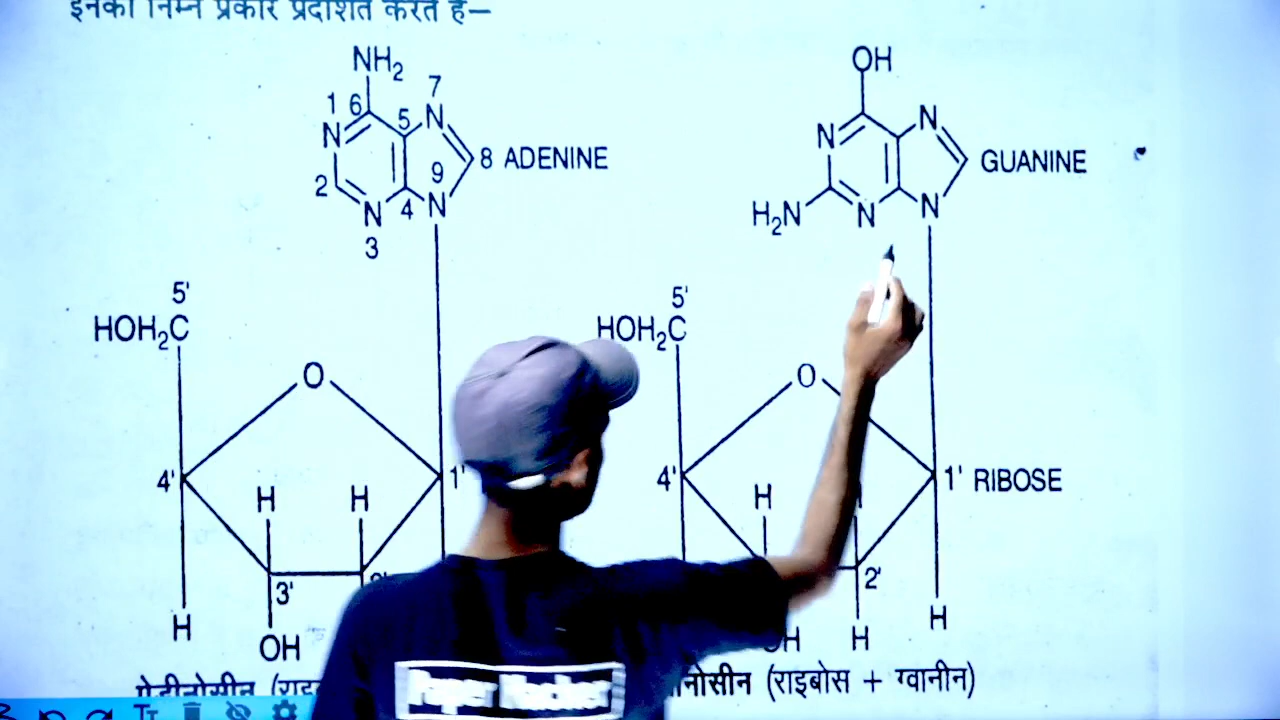 इनको निम्न प्रकार प्रदर्शित करते हैं—
NH₂
OH
7
1 6
5 N
N
8 ADENINE
9
2
N 4 N
3
N
N
GUANINE
H₂N N N
5'
HOH₂C
O
4' 1'
H H
3'
H
OH
5'
HOH₂C
O
4' 1' RIBOSE
H
2'
H H
(राइबोस + ग्वानीन)